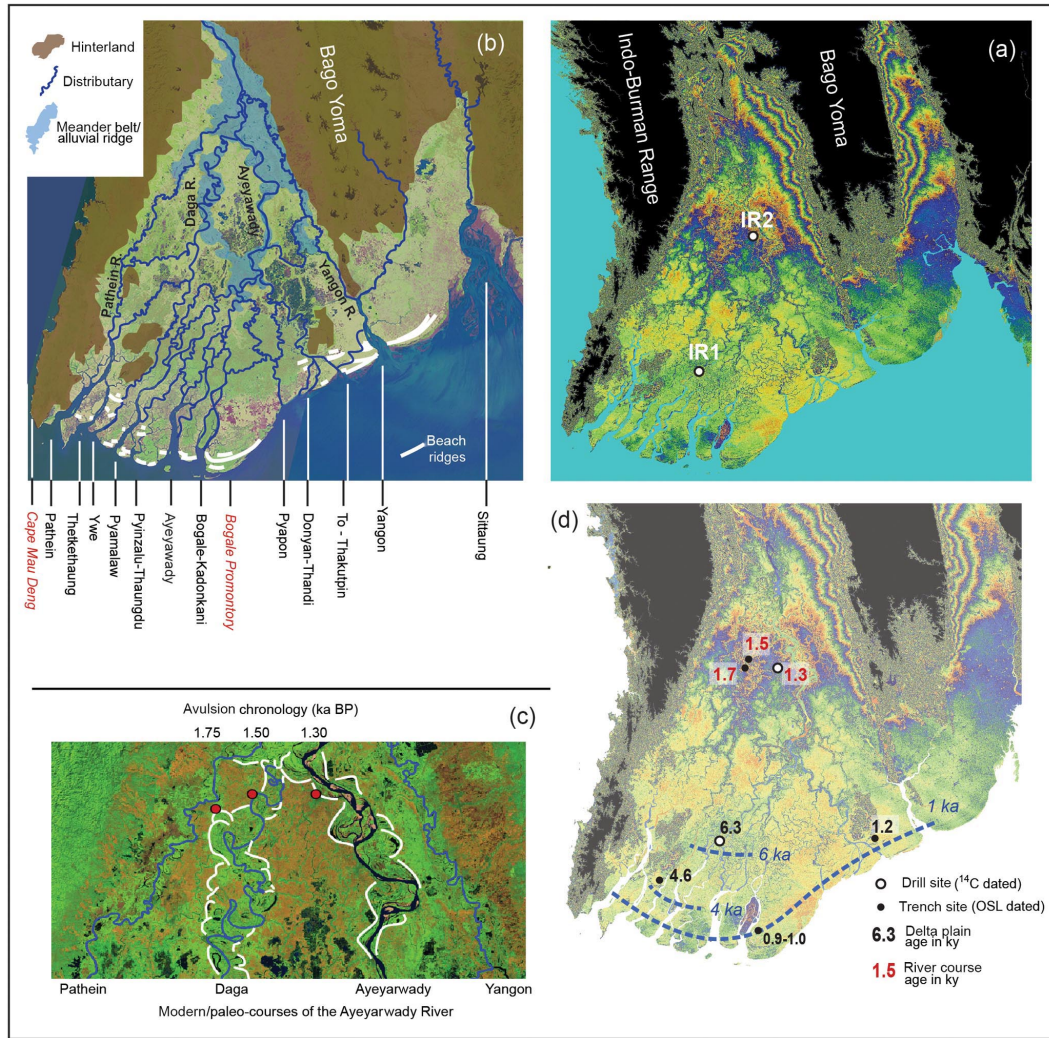 Hinterland
Distributary
Meander belt/
alluvial ridge
(b)
Bago Yoma
Daga R.
Ayeyawady
Pathein R.
Yangon R.
Beach
ridges
Cape Mau Deng
Pathein
Thetkethaung
Ywe
Pyamalaw
Pyinzalu-Thaungdu
Ayeyawady
Bogale-Kadonkani
Bogale Promontory
Pyapon
Donyan-Thandi
To - Thakutpin
Yangon
Sittaung
(a)
Indo-Burman Range
Bago Yoma
IR2
IR1
(c)
Avulsion chronology (ka BP)
1.75 1.50 1.30
Pathein Daga Ayeyarwady Yangon
Modern/paleo-courses of the Ayeyarwady River
(d)
1.5
1.7
1.3
1 ka
6.3
1.2
6 ka
4.6
4 ka
0.9-1.0
Drill site (¹⁴C dated)
Trench site (OSL dated)
6.3 Delta plain
age in ky
1.5 River course
age in ky